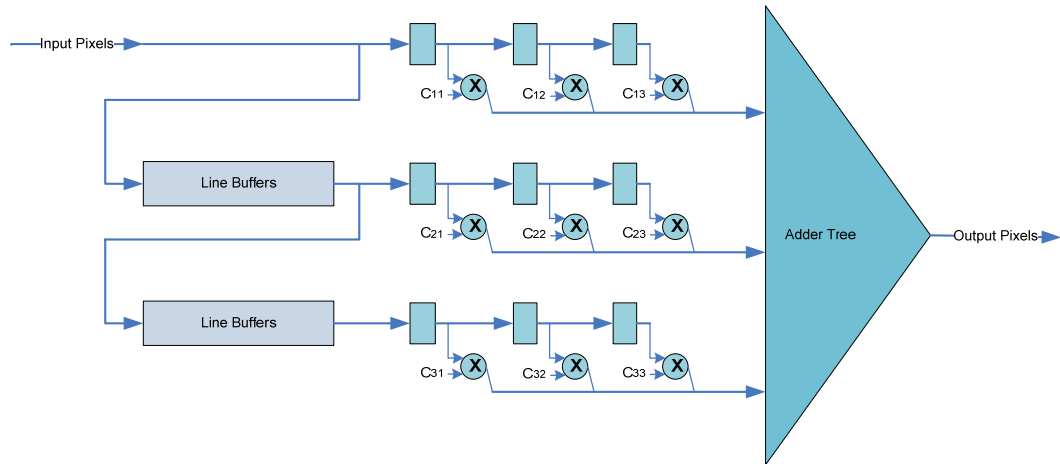 Input Pixels
X X X
C11 C12 C13
Line Buffers
X X X
C21 C22 C23
Adder Tree
Output Pixels
Line Buffers
X X X
C31 C32 C33